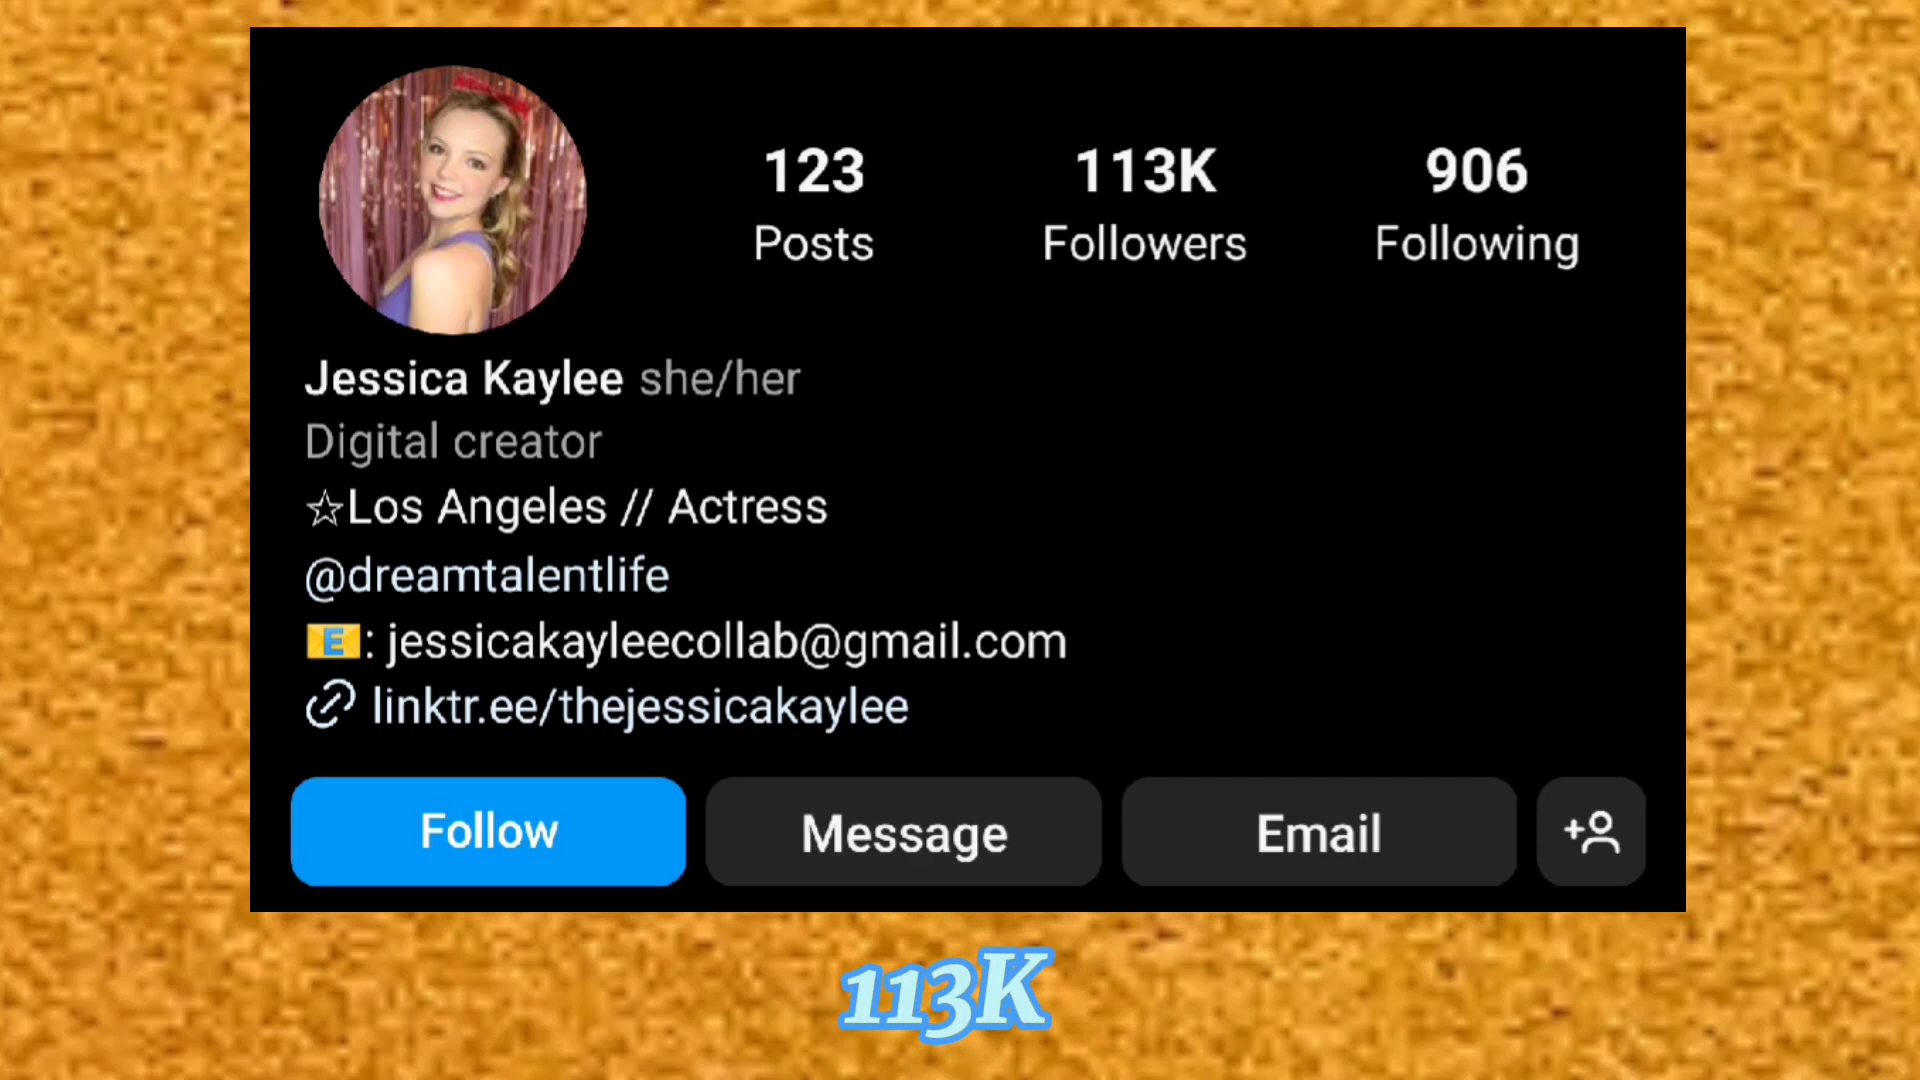 123
Posts
113K
Followers
906
Following
Jessica Kaylee she/her
Digital creator
☆Los Angeles // Actress
@dreamtalentlife
📧: jessicakayleecollab@gmail.com
linktr.ee/thejessicakaylee
Follow
Message
Email
113K